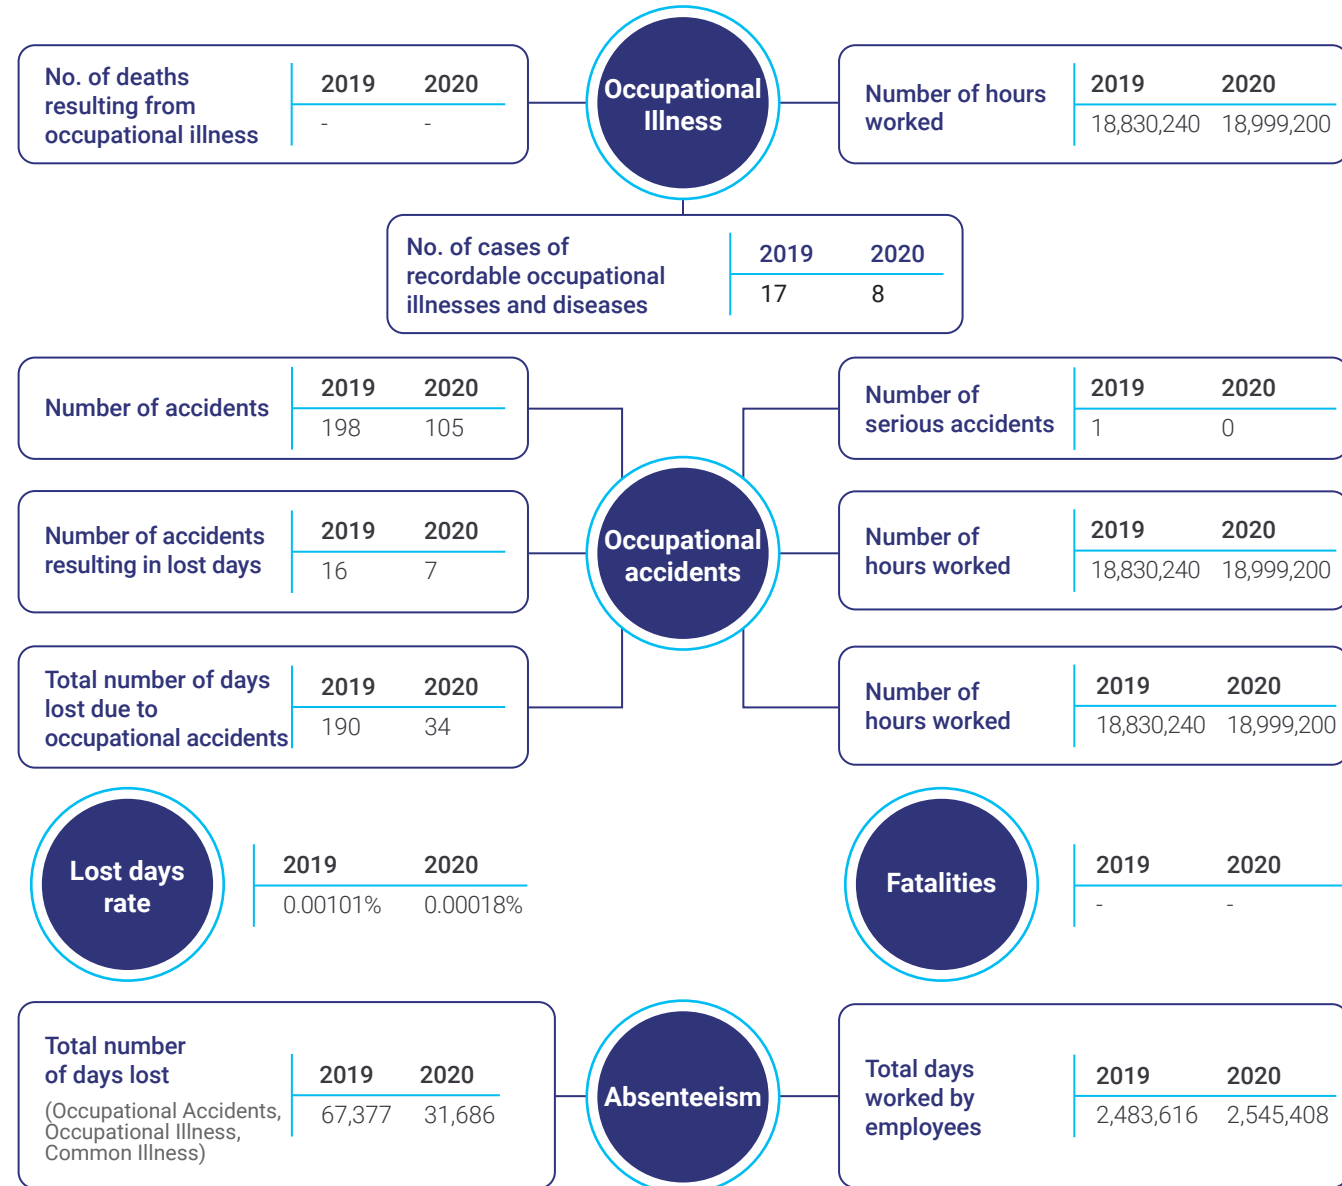 No. of deaths
resulting from
occupational illness
2019 2020
- -
Occupational
Illness
Number of hours
worked
2019 2020
18,830,240 18,999,200
No. of cases of
recordable occupational
illnesses and diseases
2019 2020
17 8
Number of accidents
2019 2020
198 105
Number of
serious accidents
2019 2020
1 0
Number of accidents
resulting in lost days
2019 2020
16 7
Occupational
accidents
Number of
hours worked
2019 2020
18,830,240 18,999,200
Total number of days
lost due to
occupational accidents
2019 2020
190 34
Number of
hours worked
2019 2020
18,830,240 18,999,200
Lost days
rate
2019 2020
0.00101% 0.00018%
Fatalities
2019 2020
- -
Total number
of days lost
(Occupational Accidents,
Occupational Illness,
Common Illness)
2019 2020
67,377 31,686
Absenteeism
Total days
worked by
employees
2019 2020
2,483,616 2,545,408